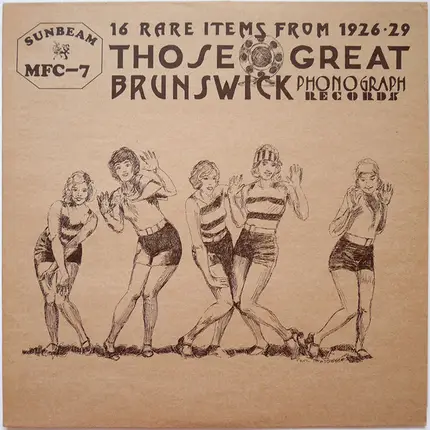 SUNBEAM
MFC-7
16 RARE ITEMS FROM 1926-29
THOSE GREAT
BRUNSWICK PHONOGRAPH
RECORDS